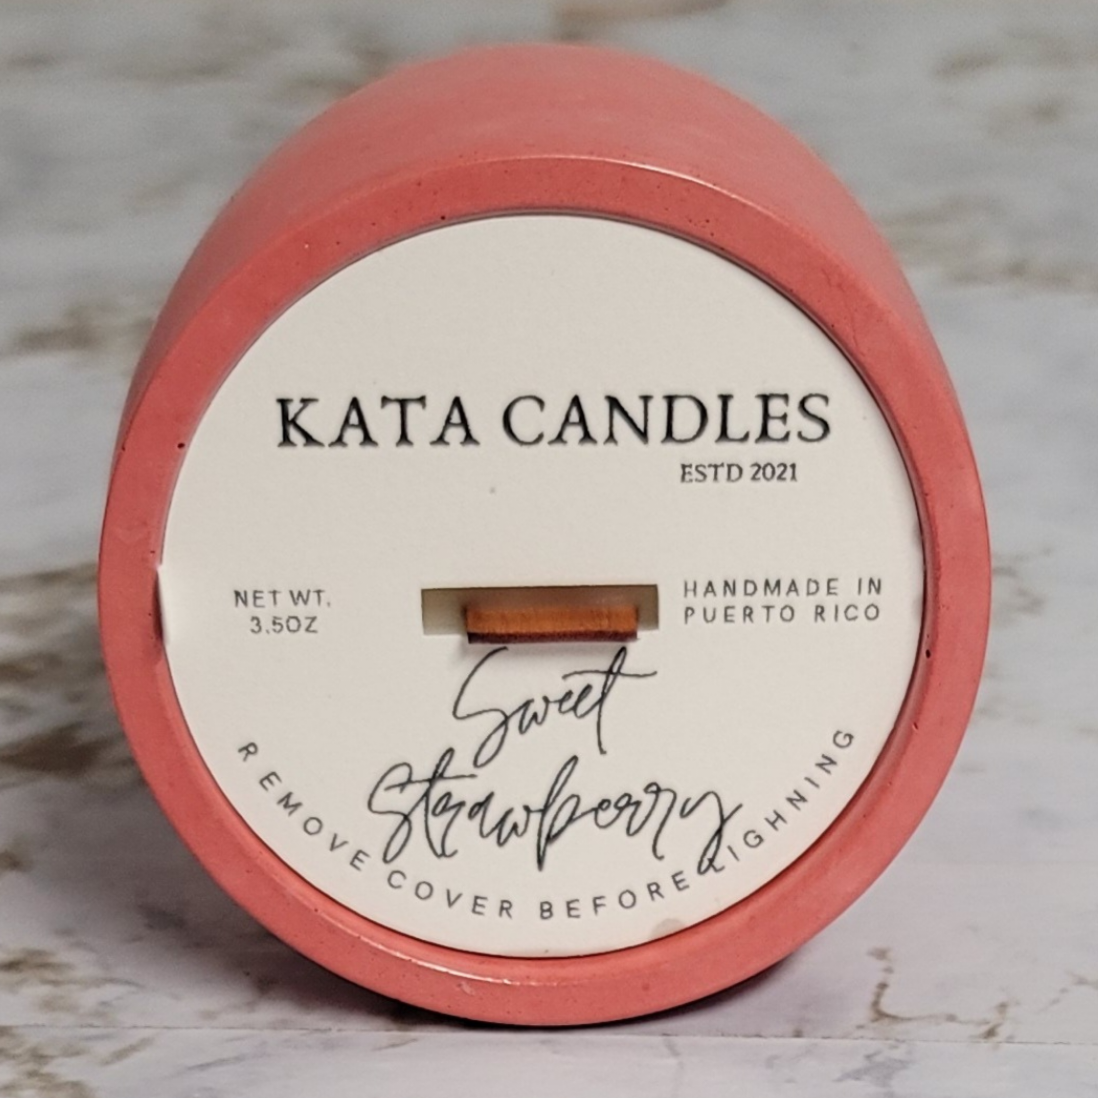 KATA CANDLES
ESTD 2021
NET WT.
3.5OZ
HANDMADE IN
PUERTO RICO
Sweet
Strawberry
REMOVE COVER BEFORE LIGHNING